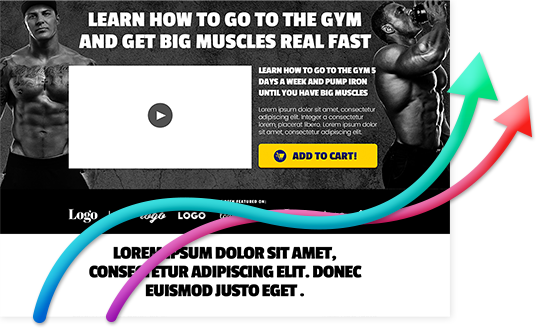 LEARN HOW TO GO TO THE GYM
AND GET BIG MUSCLES REAL FAST
LEARN HOW TO GO TO THE GYM 5
DAYS A WEEK AND PUMP IRON
UNTIL YOU HAVE BIG MUSCLES
Lorem ipsum dolor sit amet, consectetur
adipiscing elit. Integer a consectetur
lorem, placerat libero. Lorem ipsum dolor
sit amet, consectetur adipiscing elit.
ADD TO CART!
FEATURED ON:
Logo logo LOGO
LOREM IPSUM DOLOR SIT AMET,
CONSECTETUR ADIPISCING ELIT. DONEC
EUISMOD JUSTO EGET .